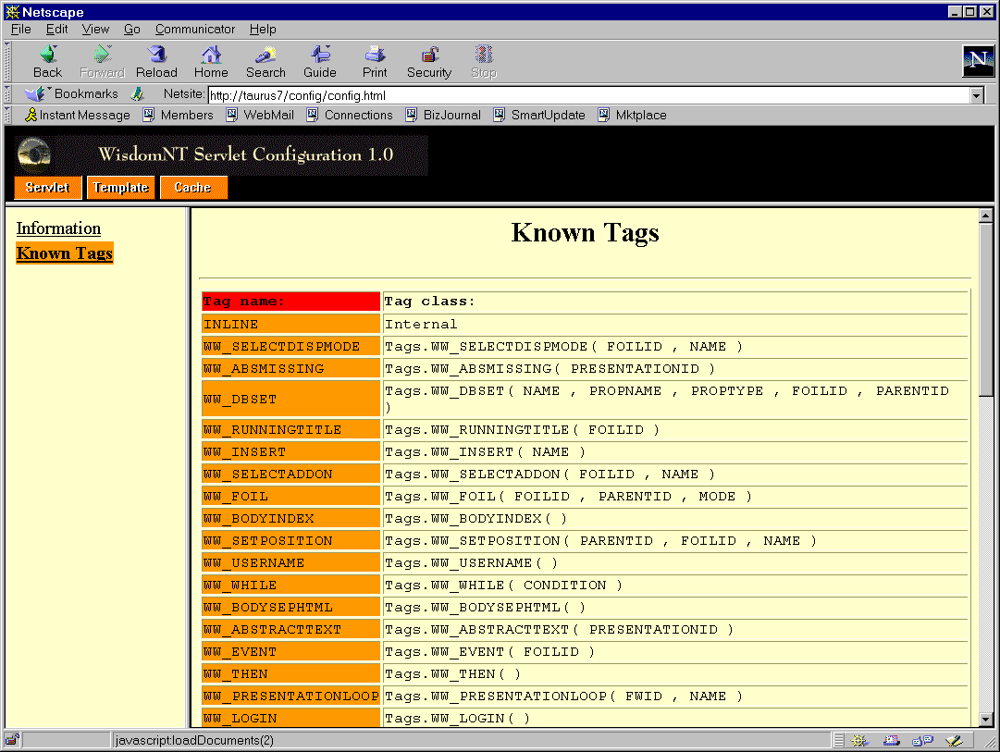 Netscape
File Edit View Go Communicator Help
Back Forward Reload Home Search Guide Print Security Stop
N
Bookmarks Netsite: http://taurus7/config/config.html
Instant Message Members WebMail Connections BizJournal SmartUpdate Mktplace
WisdomNT Servlet Configuration 1.0
Servlet Template Cache
Information
Known Tags
Known Tags
Tag name: Tag class:
INLINE Internal
WW_SELECTDISPMODE Tags.WW_SELECTDISPMODE( FOILID , NAME )
WW_ABSMISSING Tags.WW_ABSMISSING( PRESENTATIONID )
WW_DBSET Tags.WW_DBSET( NAME , PROPNAME , PROPTYPE , FOILID , PARENTID
)
WW_RUNNINGTITLE Tags.WW_RUNNINGTITLE( FOILID )
WW_INSERT Tags.WW_INSERT( NAME )
WW_SELECTADDON Tags.WW_SELECTADDON( FOILID , NAME )
WW_FOIL Tags.WW_FOIL( FOILID , PARENTID , MODE )
WW_BODYINDEX Tags.WW_BODYINDEX( )
WW_SETPOSITION Tags.WW_SETPOSITION( PARENTID , FOILID , NAME )
WW_USERNAME Tags.WW_USERNAME( )
WW_WHILE Tags.WW_WHILE( CONDITION )
WW_BODYSEPHTML Tags.WW_BODYSEPHTML( )
WW_ABSTRACTTEXT Tags.WW_ABSTRACTTEXT( PRESENTATIONID )
WW_EVENT Tags.WW_EVENT( FOILID )
WW_THEN Tags.WW_THEN( )
WW_PRESENTATIONLOOP Tags.WW_PRESENTATIONLOOP( FWID , NAME )
WW_LOGIN Tags.WW_LOGIN( )
javascript:loadDocuments(2)